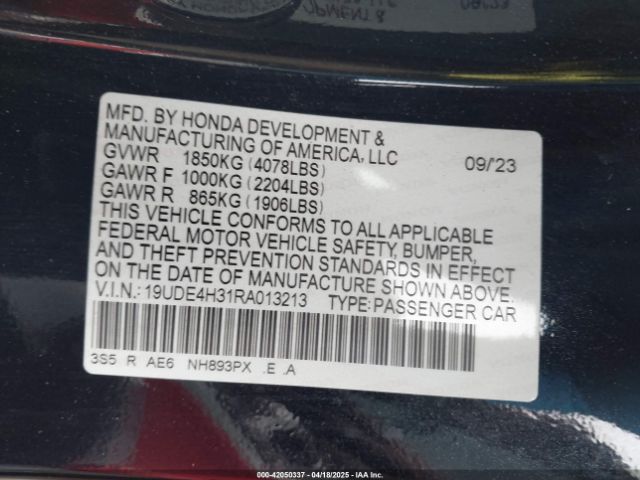 MFD. BY HONDA DEVELOPMENT &
MANUFACTURING OF AMERICA, LLC
GVWR 1850KG (4078LBS) 09/23
GAWR F 1000KG (2204LBS)
GAWR R 865KG (1906LBS)
THIS VEHICLE CONFORMS TO ALL APPLICABLE
FEDERAL MOTOR VEHICLE SAFETY, BUMPER,
AND THEFT PREVENTION STANDARDS IN EFFECT
ON THE DATE OF MANUFACTURE SHOWN ABOVE.
V.I.N.:19UDE4H31RA013213 TYPE:PASSENGER CAR
3S5 R AE6 NH893PX .E .A
000-42050337 - 04/18/2025 - IAA Inc.